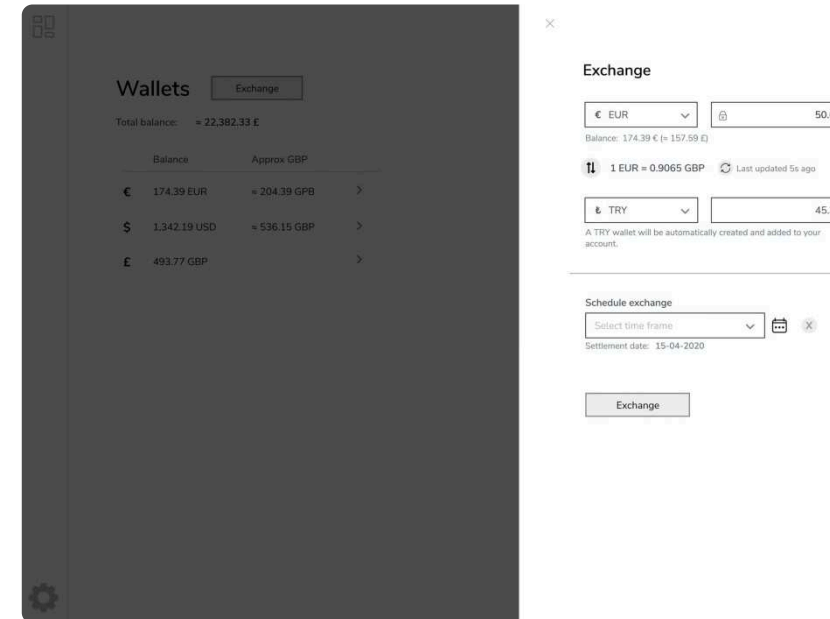 Wallets
Exchange
Total balance: ≈ 22,382.33 £
Balance Approx GBP
€ 174.39 EUR ≈ 204.39 GPB >
$ 1,342.19 USD ≈ 536.15 GBP >
£ 493.77 GBP >
X
Exchange
€ EUR
50.
Balance: 174.39 € (≈ 157.59 £)
1 EUR = 0.9065 GBP Last updated 5s ago
₺ TRY
45.
A TRY wallet will be automatically created and added to your
account.
Schedule exchange
Select time frame
X
Settlement date: 15-04-2020
Exchange